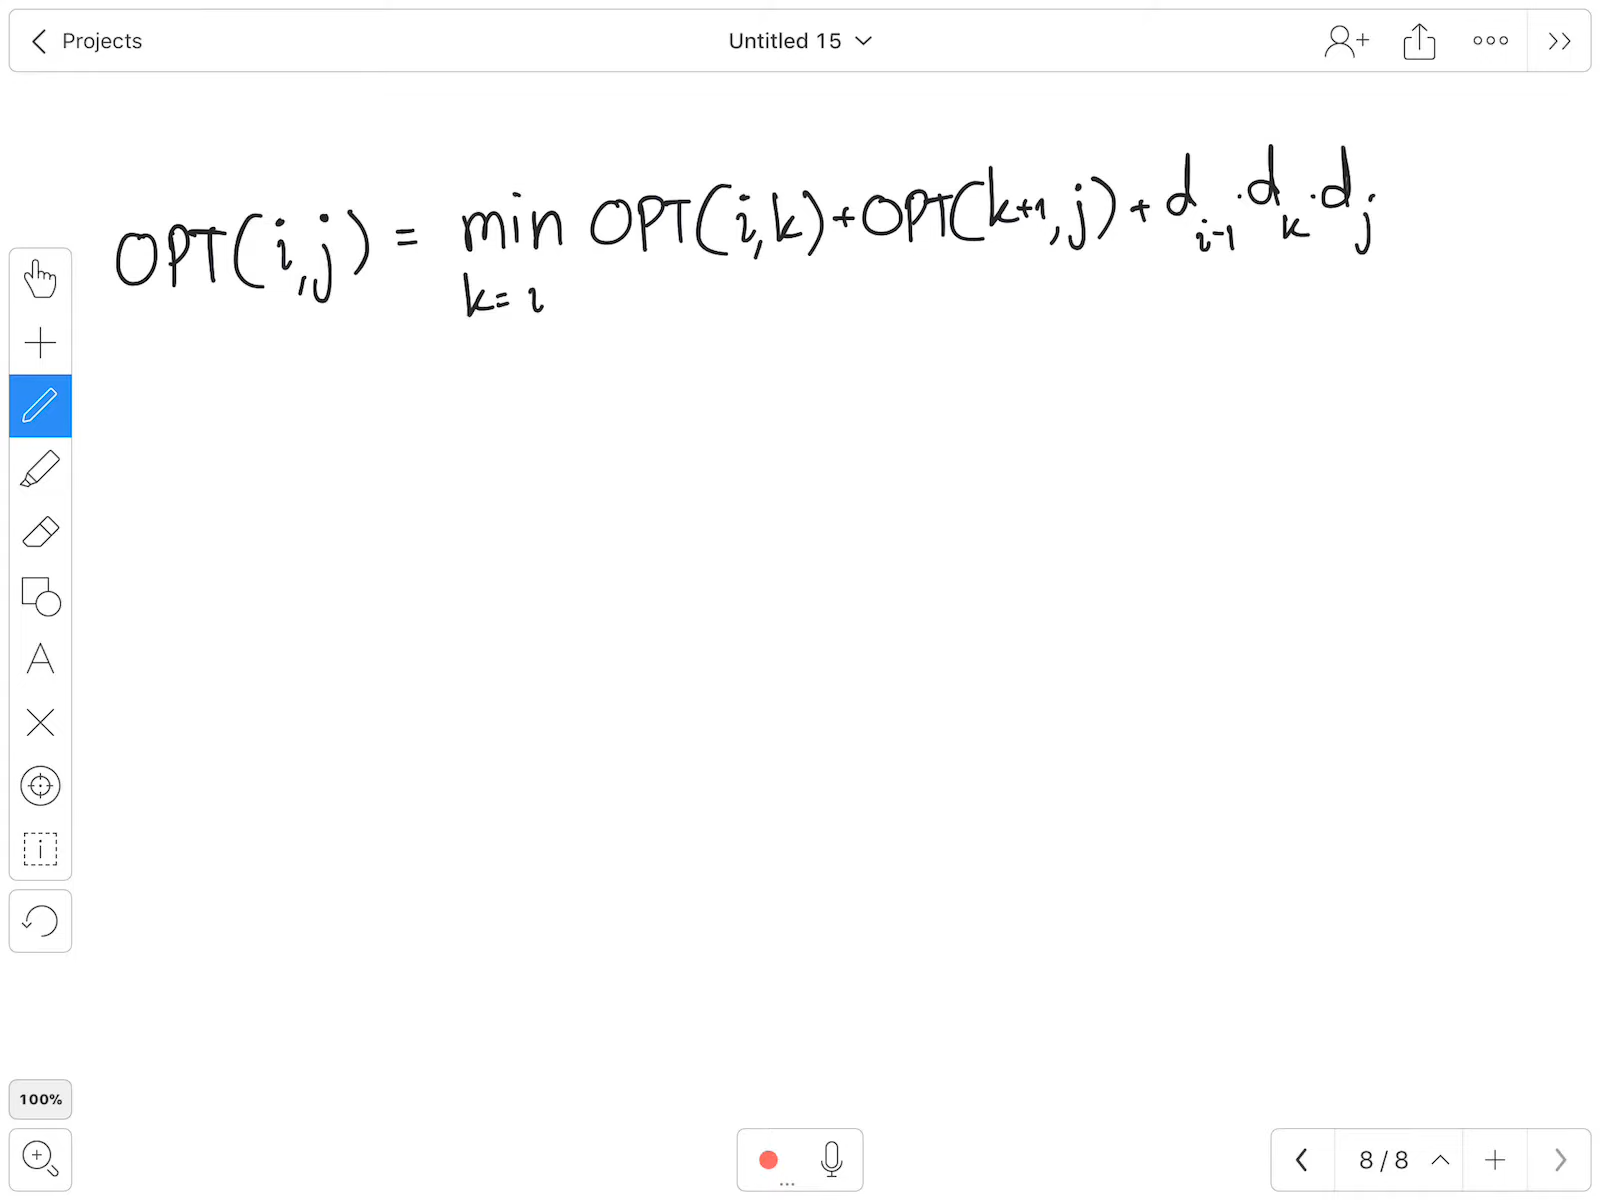 Projects
Untitled 15
OPT(i,j) = min OPT(i,k)+OPT(k+1,j) + d_{i-1}·d_k·d_j
k=i
A
i
100%
8/8